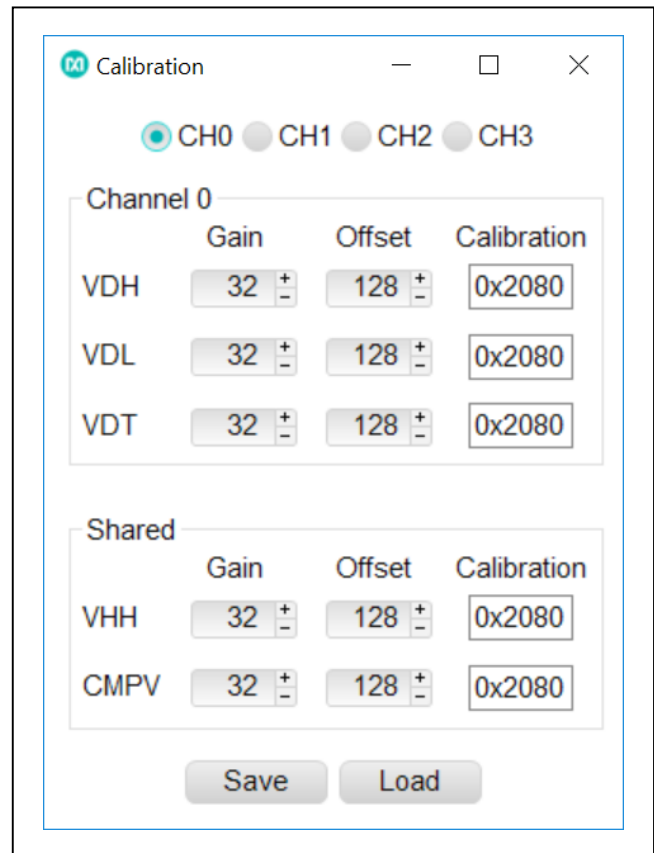 Calibration
CH0 CH1 CH2 CH3
Channel 0
Gain Offset Calibration
VDH 32 + - 128 + - 0x2080
VDL 32 + - 128 + - 0x2080
VDT 32 + - 128 + - 0x2080
Shared
Gain Offset Calibration
VHH 32 + - 128 + - 0x2080
CMPV 32 + - 128 + - 0x2080
Save Load